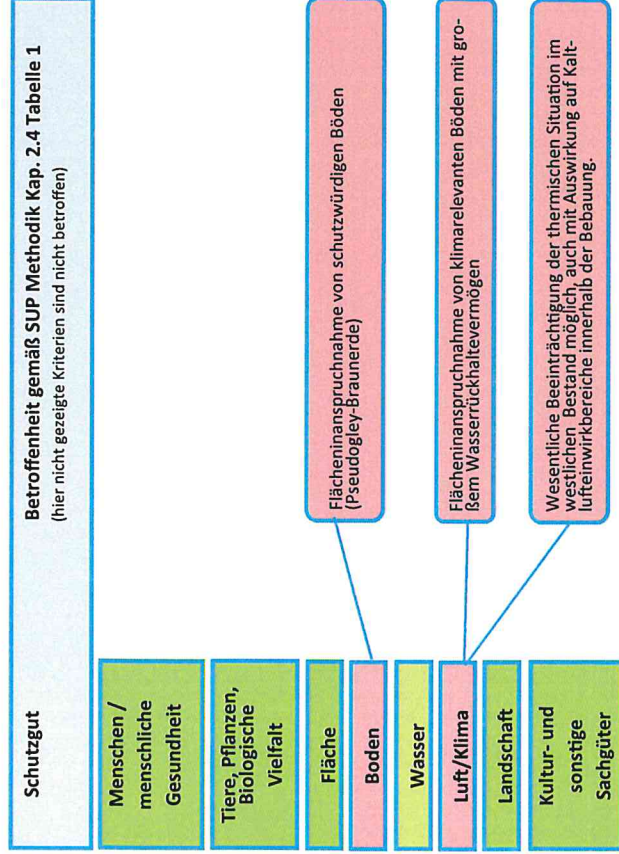 Schutzgut
Betroffenheit gemäß SUP Methodik Kap. 2.4 Tabelle 1
(hier nicht gezeigte Kriterien sind nicht betroffen)
Menschen /
menschliche
Gesundheit
Tiere, Pflanzen,
Biologische
Vielfalt
Fläche
Boden
Flächeninanspruchnahme von schutzwürdigen Böden
(Pseudogley-Braunerde)
Wasser
Luft/Klima
Flächeninanspruchnahme von klimarelevanten Böden mit gro-
ßem Wasserrückhaltevermögen
Wesentliche Beeinträchtigung der thermischen Situation im
westlichen Bestand möglich, auch mit Auswirkung auf Kalt-
lufteinwirkbereiche innerhalb der Bebauung.
Landschaft
Kultur- und
sonstige
Sachgüter